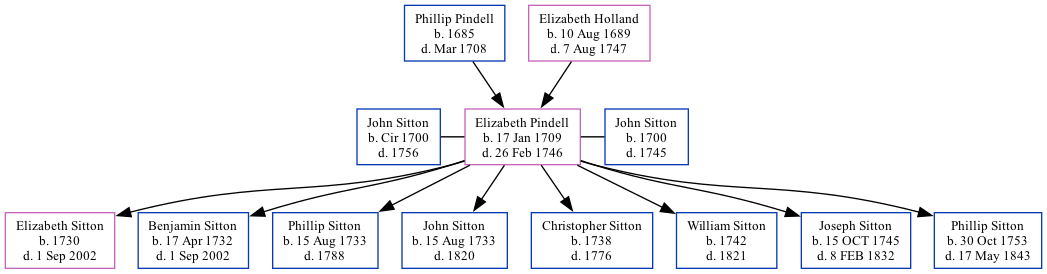 Phillip Pindell
b. 1685
d. Mar 1708
Elizabeth Holland
b. 10 Aug 1689
d. 7 Aug 1747
John Sitton
b. Cir 1700
d. 1756
Elizabeth Pindell
b. 17 Jan 1709
d. 26 Feb 1746
John Sitton
b. 1700
d. 1745
Elizabeth Sitton
b. 1730
d. 1 Sep 2002
Benjamin Sitton
b. 17 Apr 1732
d. 1 Sep 2002
Phillip Sitton
b. 15 Aug 1733
d. 1788
John Sitton
b. 15 Aug 1733
d. 1820
Christopher Sitton
b. 1738
d. 1776
William Sitton
b. 1742
d. 1821
Joseph Sitton
b. 15 OCT 1745
d. 8 FEB 1832
Phillip Sitton
b. 30 Oct 1753
d. 17 May 1843